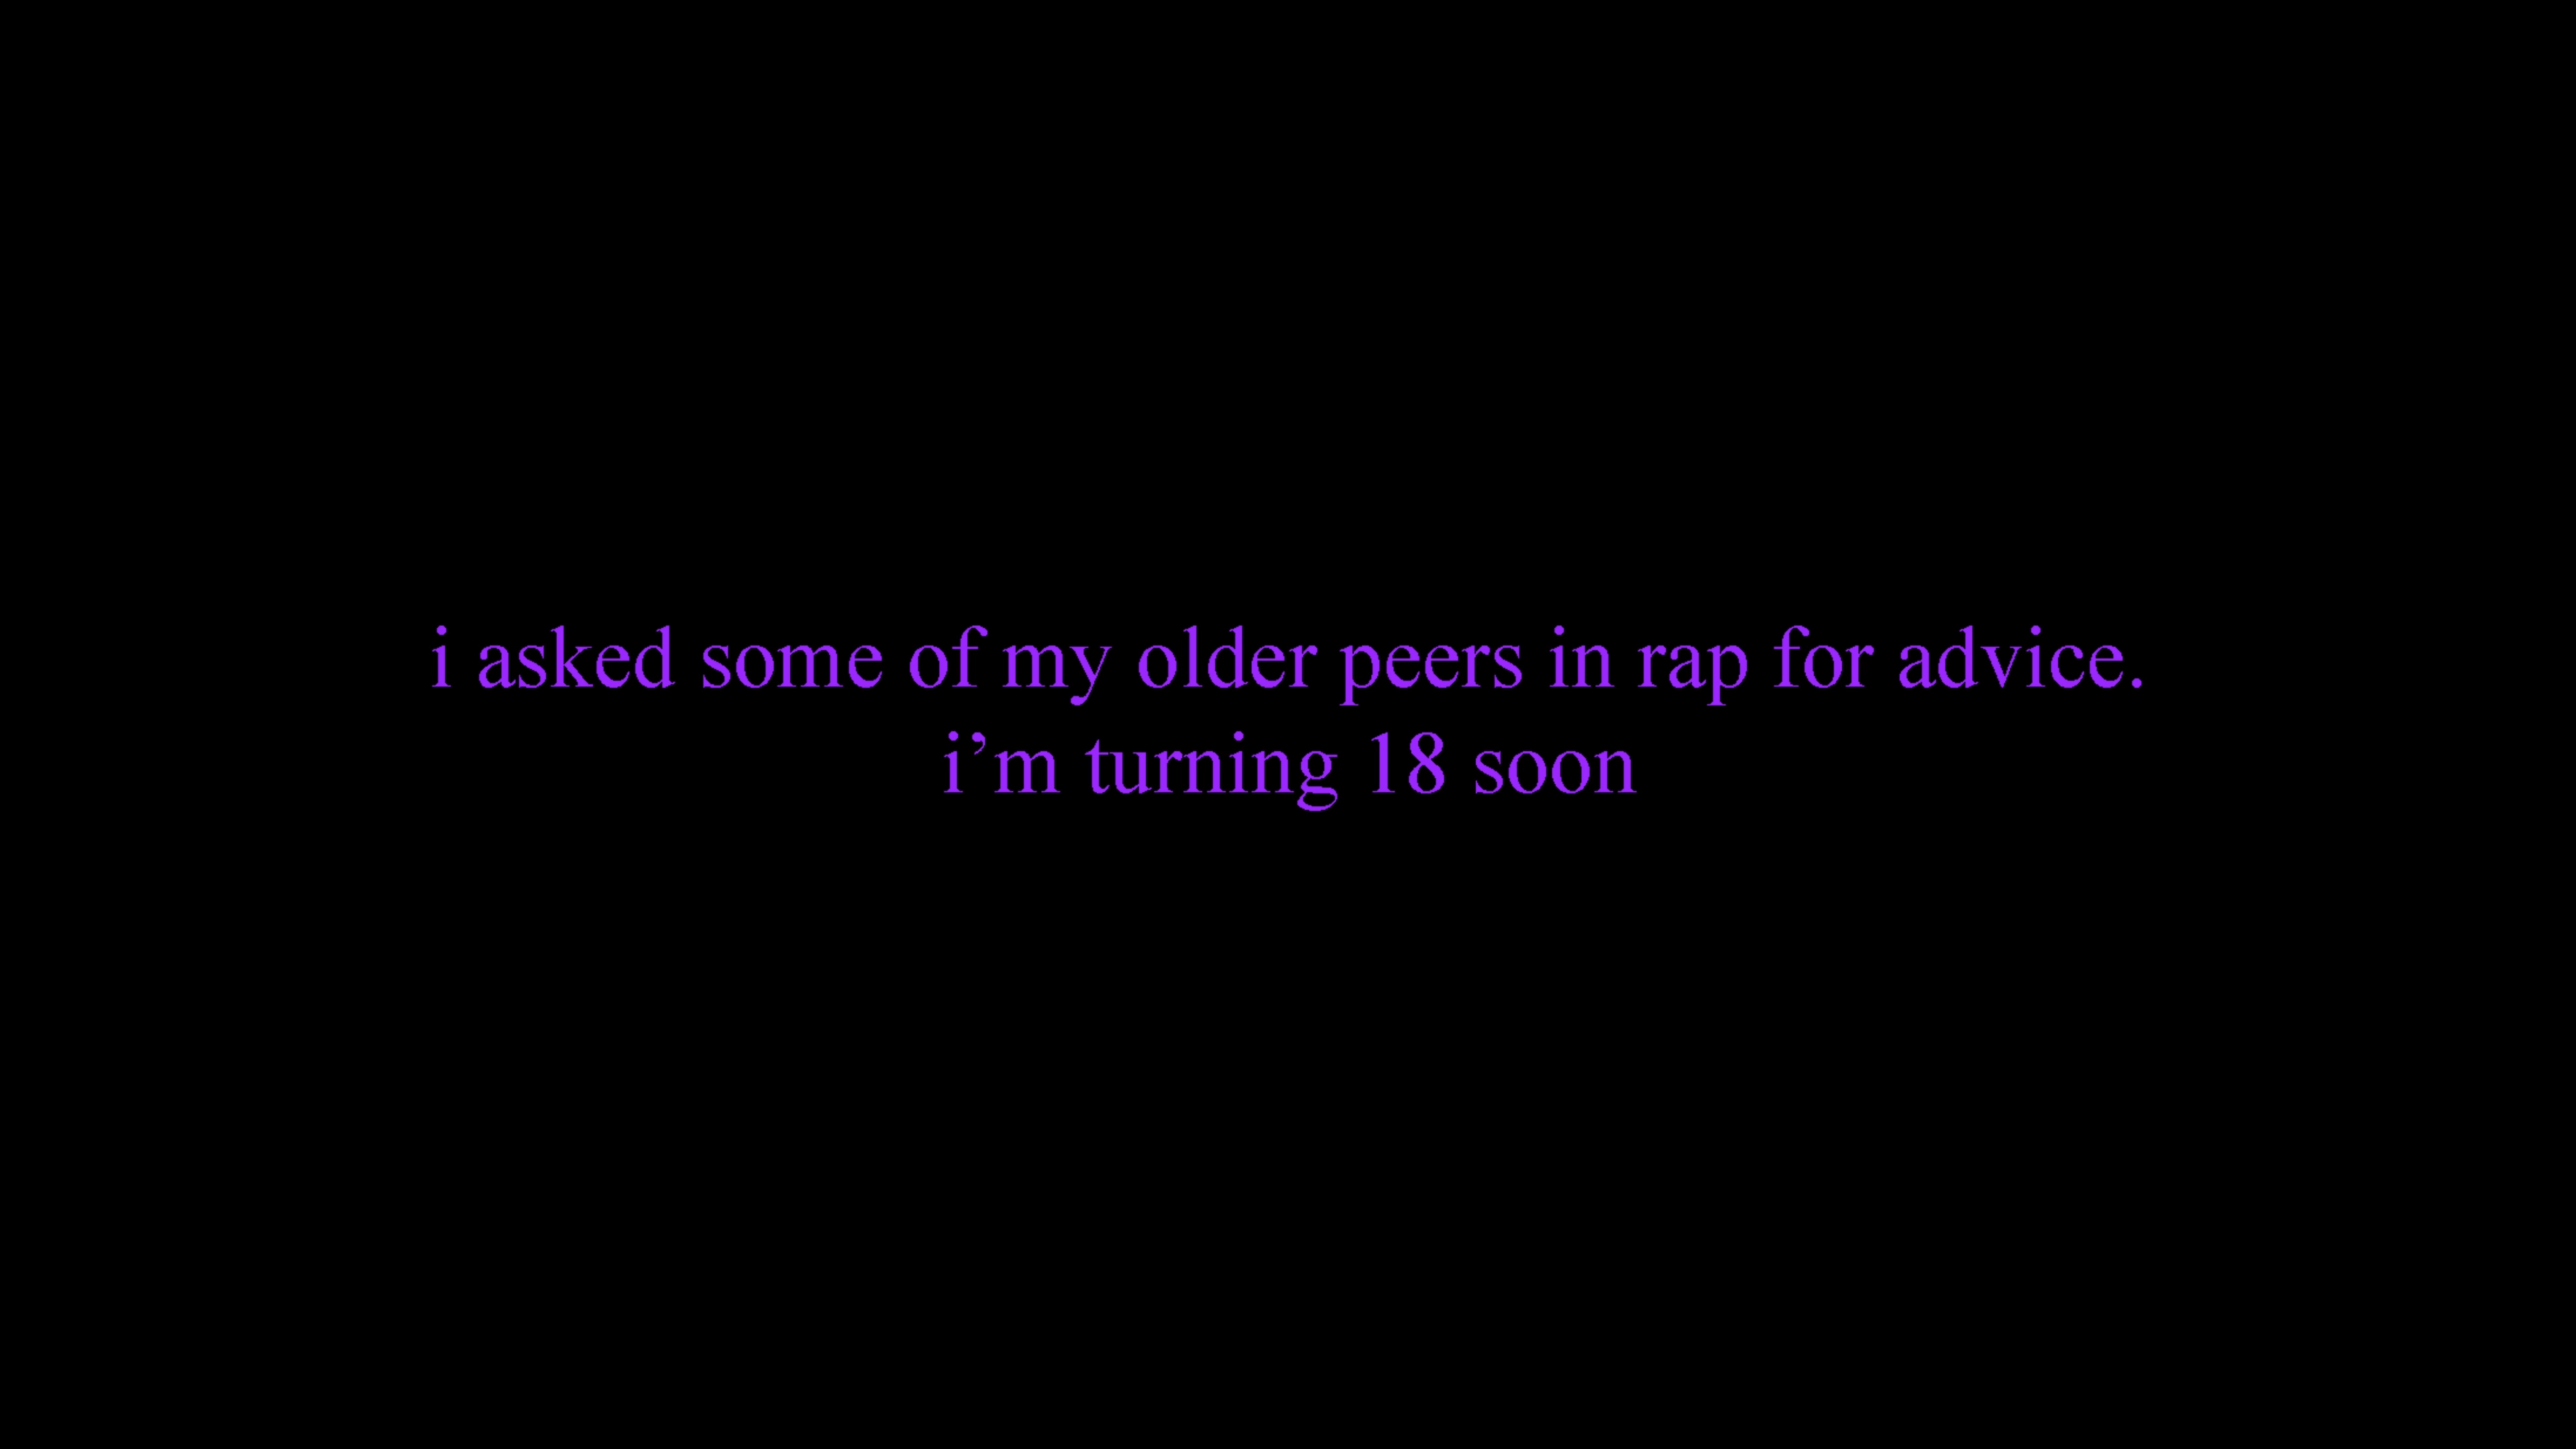 i asked some of my older peers in rap for advice.
i’m turning 18 soon